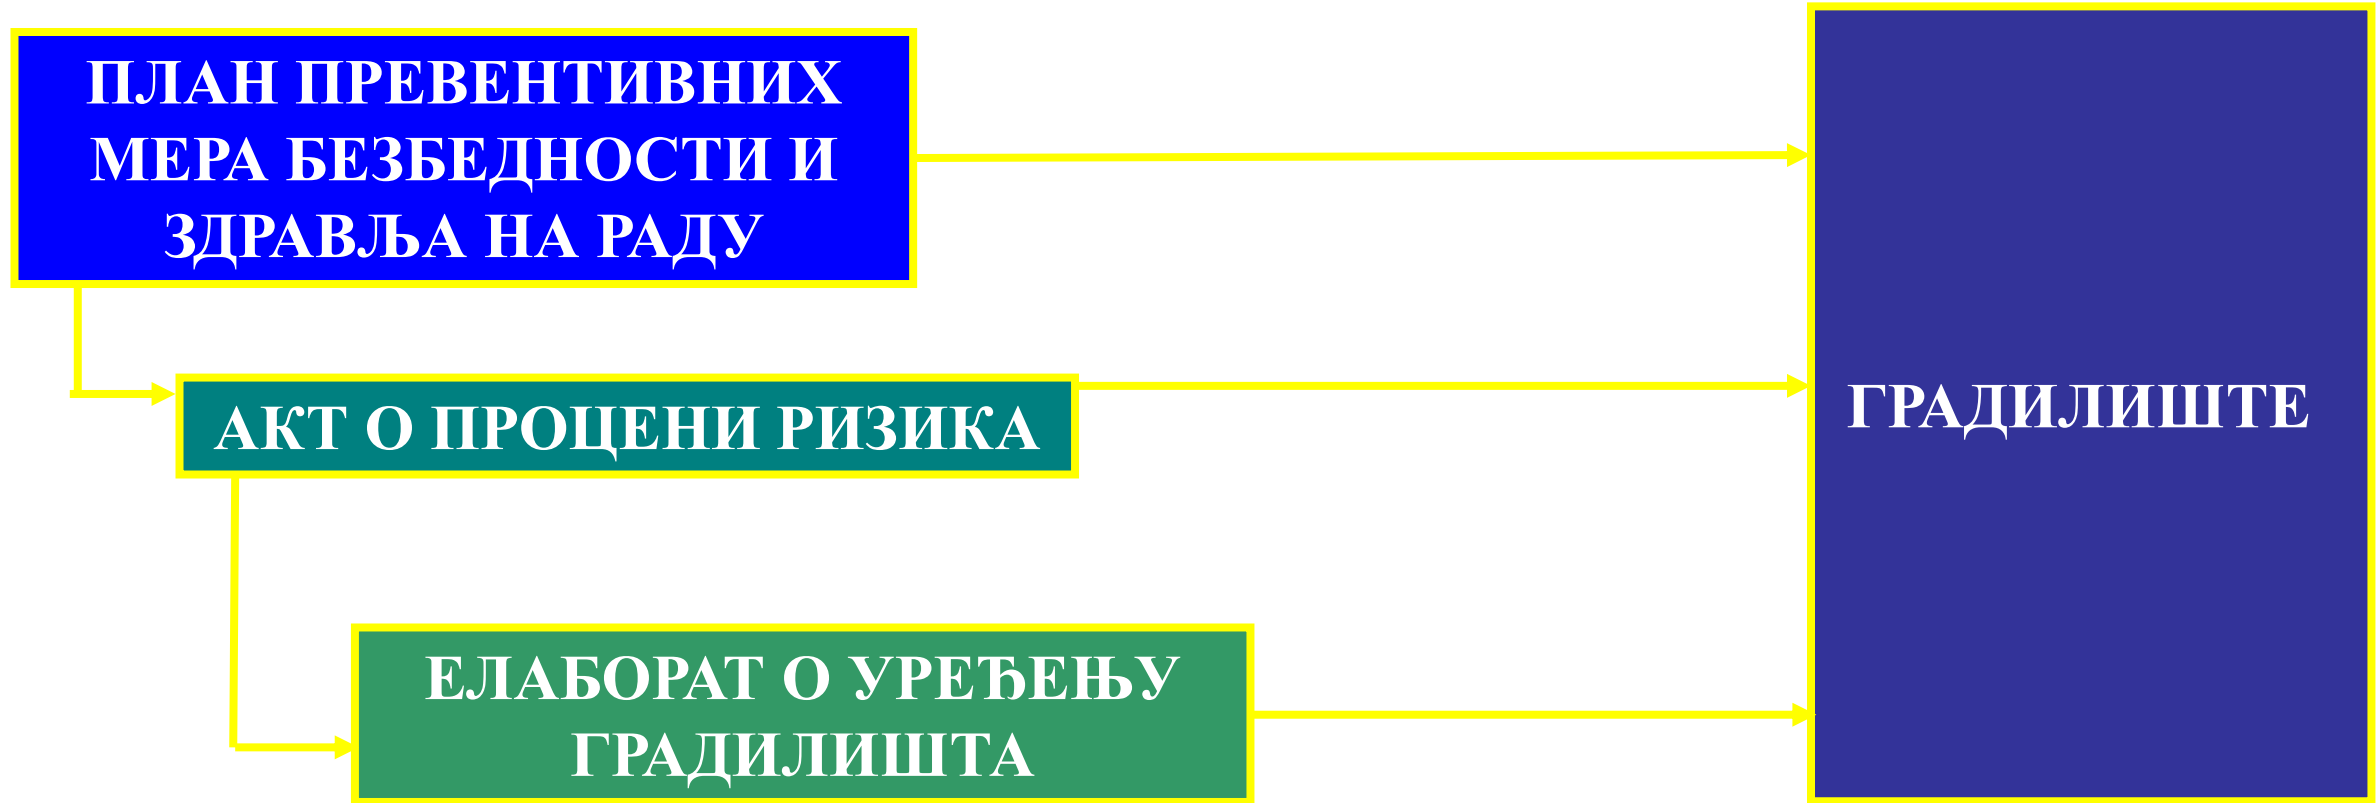 ПЛАН ПРЕВЕНТИВНИХ
МЕРА БЕЗБЕДНОСТИ И
ЗДРАВЉА НА РАДУ
АКТ О ПРОЦЕНИ РИЗИКА
ГРАДИЛИШТЕ
ЕЛАБОРАТ О УРЕЂЕЊУ
ГРАДИЛИШТА